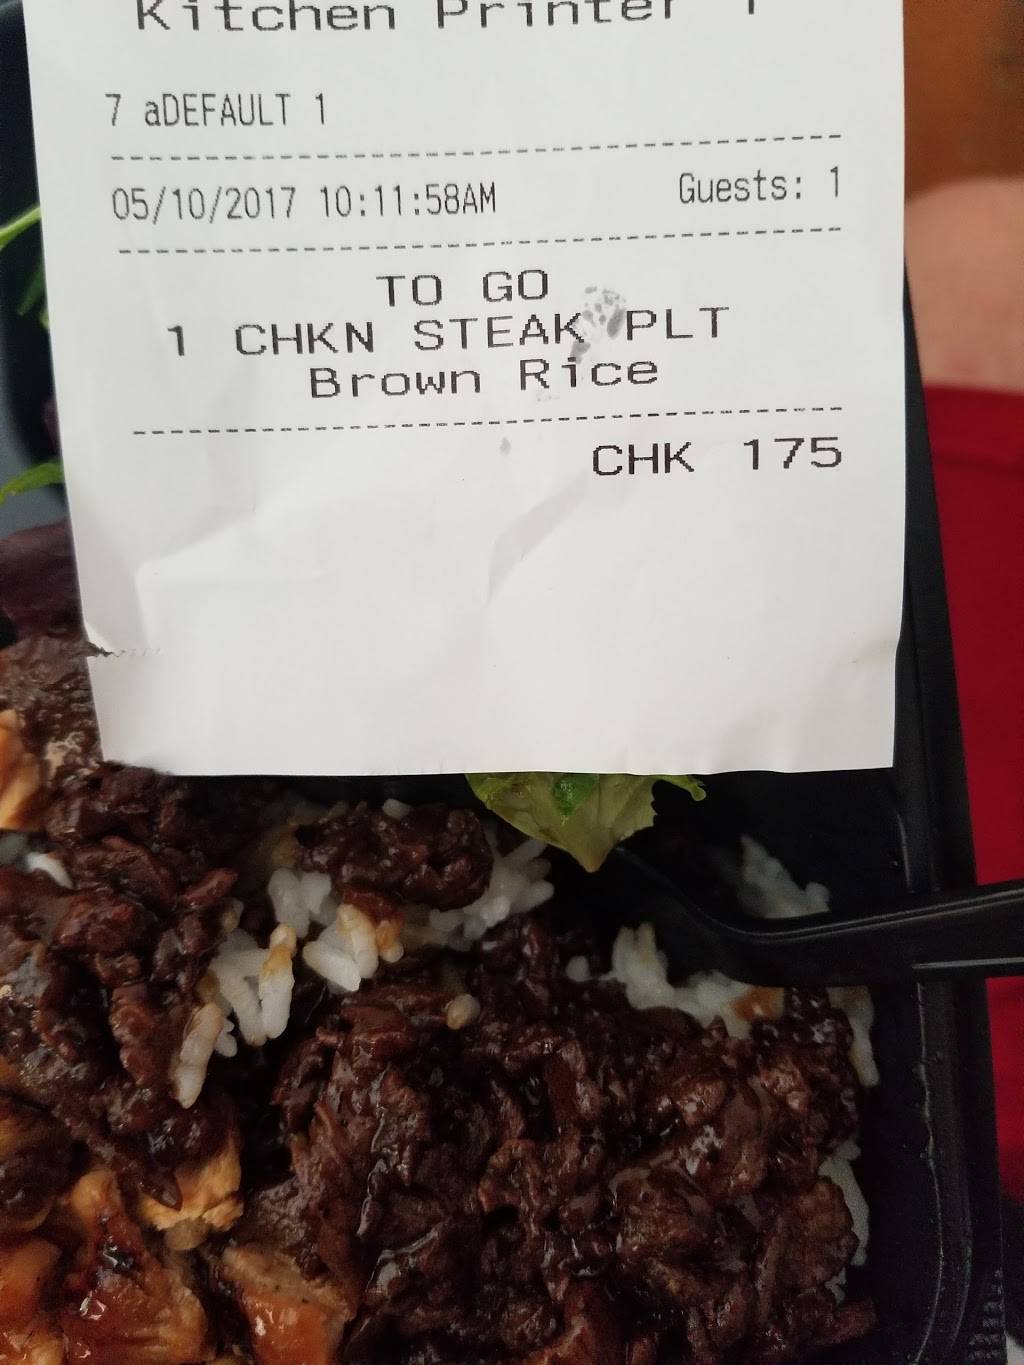 Kitchen Printer 1
7 aDEFAULT 1
05/10/2017 10:11:58AM Guests: 1
TO GO
1 CHKN STEAK PLT
Brown Rice
CHK 175